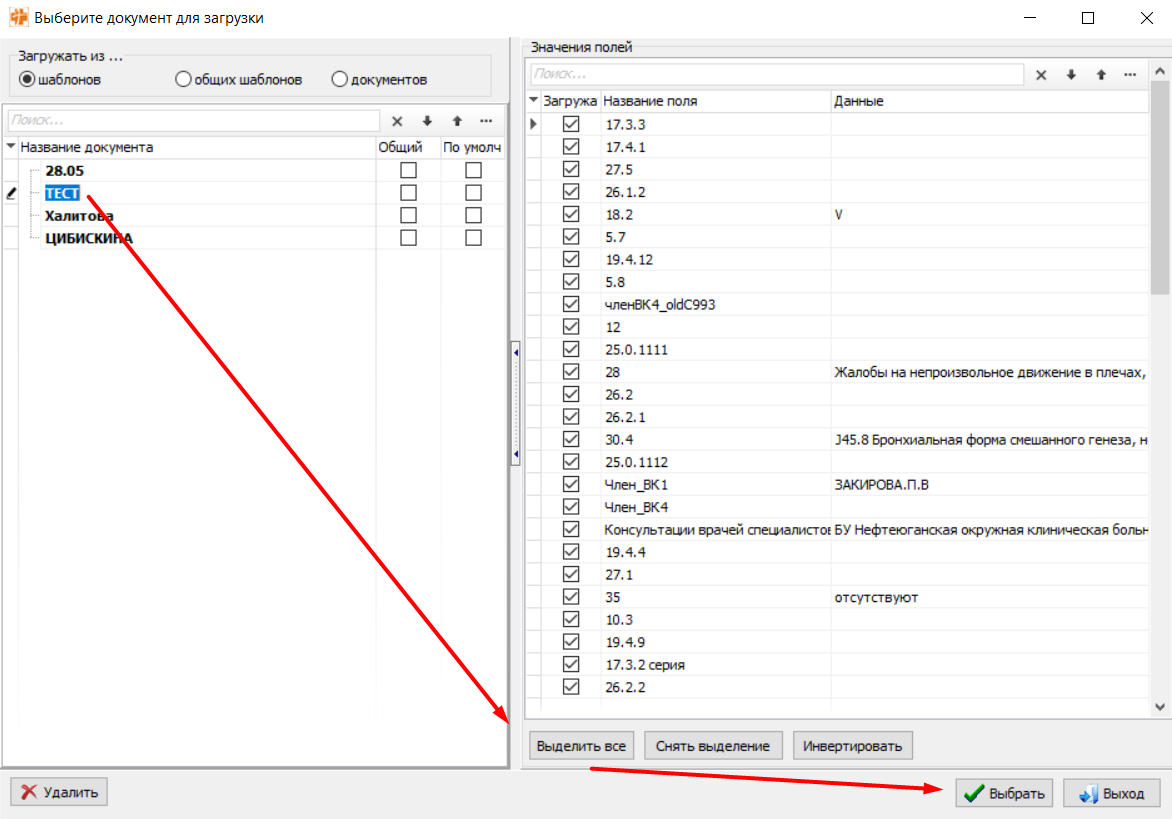 Выберите документ для загрузки
Загружать из ...
шаблонов
общих шаблонов
документов
Поиск...
Название документа
Общий
По умолч
28.05
ТЕСТ
Халитова
ЦИБИСКИНА
Значения полей
Поиск...
Загружа Название поля Данные
17.3.3
17.4.1
27.5
26.1.2
18.2 V
5.7
19.4.12
5.8
членВК4_oldC993
12
25.0.1111
28 Жалобы на непроизвольное движение в плечах,
26.2
26.2.1
30.4 J45.8 Бронхиальная форма смешанного генеза, н
25.0.1112
Член_ВК1 ЗАКИРОВА.П.В
Член_ВК4
Консультации врачей специалистов БУ Нефтеюганская окружная клиническая больн
19.4.4
27.1
35 отсутствуют
10.3
19.4.9
17.3.2 серия
26.2.2
Выделить все
Снять выделение
Инвертировать
Удалить
Выбрать
Выход